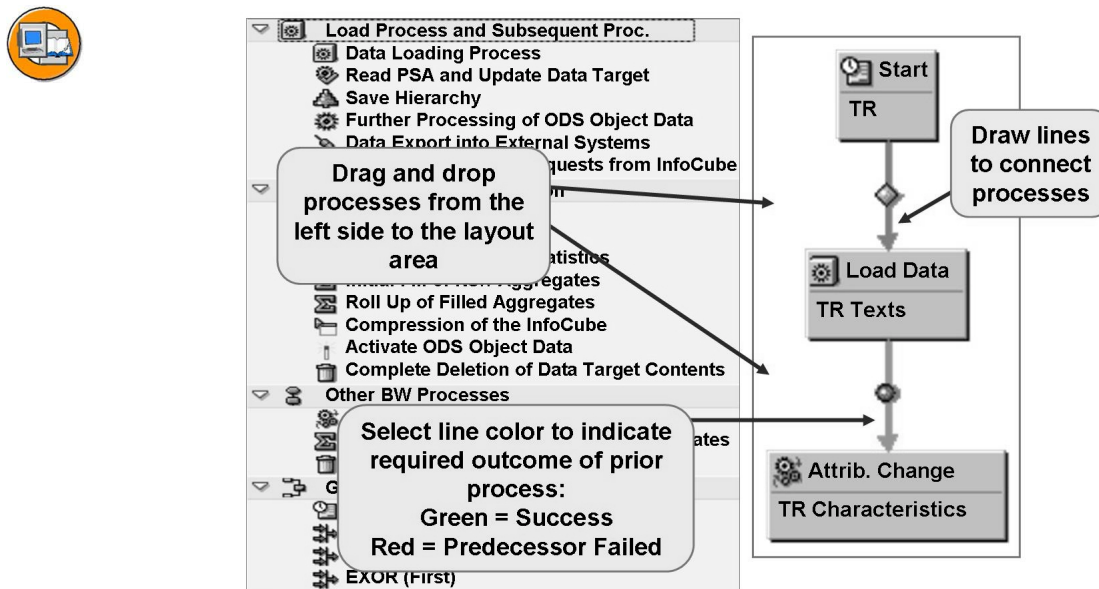 Load Process and Subsequent Proc.
Data Loading Process
Read PSA and Update Data Target
Save Hierarchy
Further Processing of ODS Object Data
Data Export into External Systems
quests from InfoCube
Drag and drop
processes from the
left side to the layout
area
Aggregates
Roll Up of Filled Aggregates
Compression of the InfoCube
Activate ODS Object Data
Complete Deletion of Data Target Contents
Other BW Processes
Select line color to indicate
required outcome of prior
process:
Green = Success
Red = Predecessor Failed
EXOR (First)
Start
TR
Draw lines
to connect
processes
Load Data
TR Texts
Attrib. Change
TR Characteristics